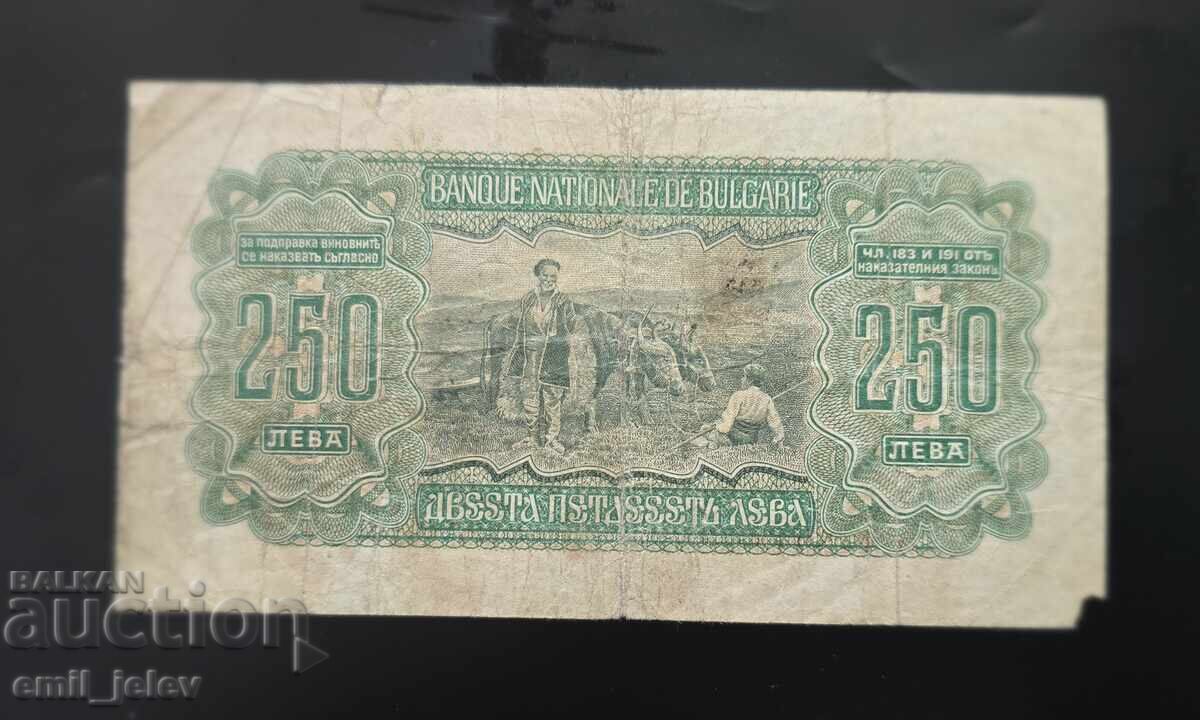 BANQUE NATIONALE DE BULGARIE
за подправка виновнитѣ
се наказватъ съгласно
чл. 183 и 191 отъ
наказателния законъ
250
250
ЛЕВА
ЛЕВА
ДВЕСТА ПЕТДЕСЕТЬ ЛЕВА
BALKAN
auction
emil_jelev